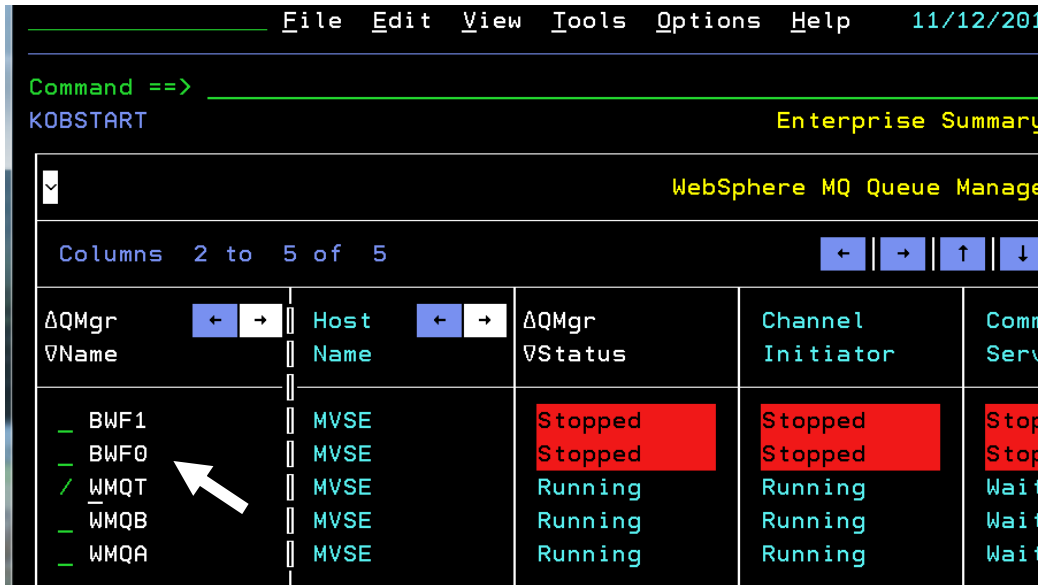 File Edit View Tools Options Help 11/12/201
Command ==>
KOBSTART Enterprise Summary
WebSphere MQ Queue Manage
Columns 2 to 5 of 5 ← → ↑ ↓
ΔQMgr ← → Host ← → ΔQMgr Channel Comm
∇Name Name ∇Status Initiator Serv
_ BWF1 MVSE Stopped Stopped Stop
_ BWF0 MVSE Stopped Stopped Stop
/ WMQT MVSE Running Running Wait
_ WMQB MVSE Running Running Wait
_ WMQA MVSE Running Running Wait